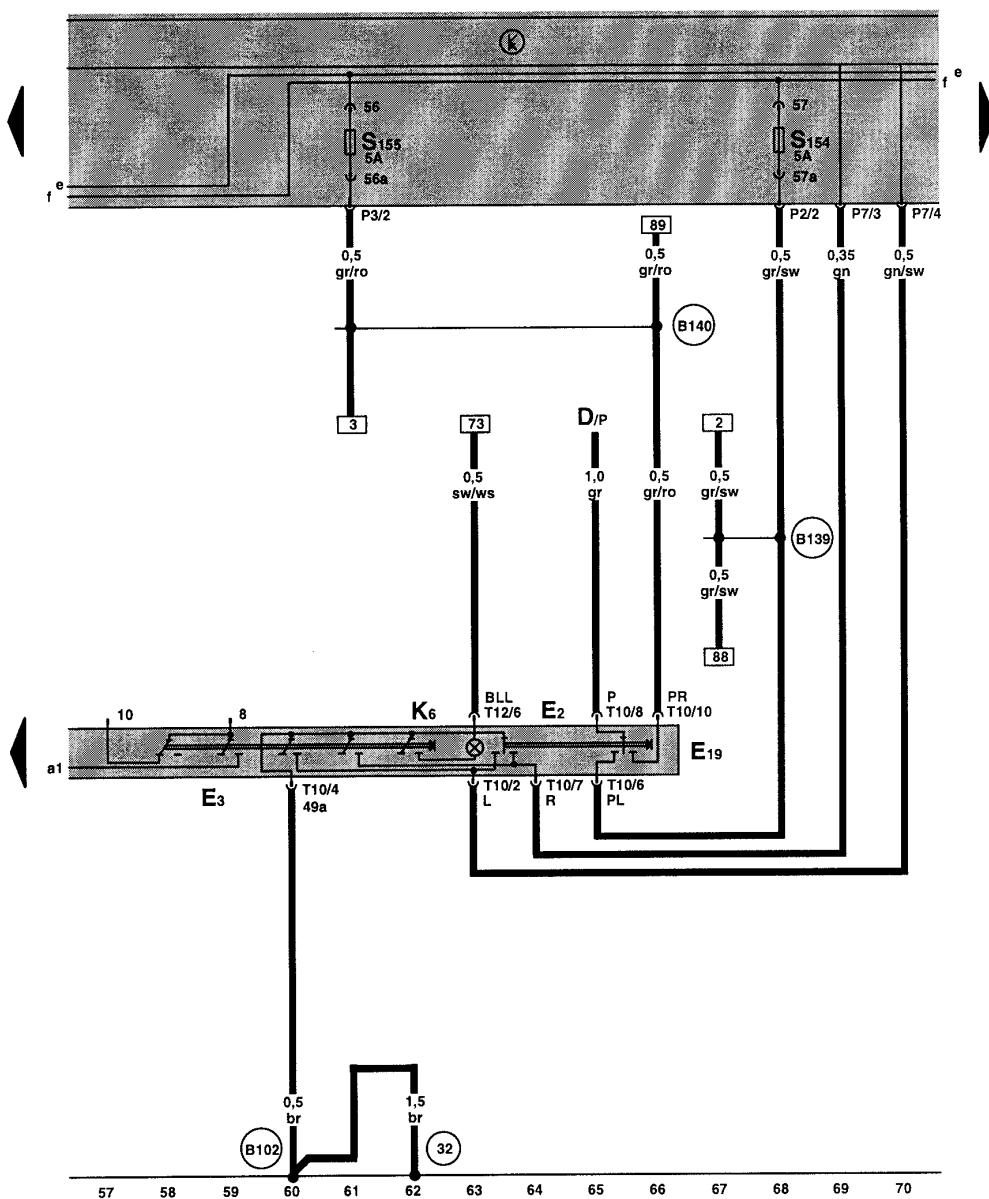 k
e
f
56
S155
5A
56a
57
S154
5A
57a
e
f
P3/2
P2/2
P7/3
P7/4
89
0,5
gr/ro
0,5
gr/ro
0,5
gr/sw
0,35
gn
0,5
gn/sw
B140
3
73
D/P
2
0,5
sw/ws
1,0
gr
0,5
gr/ro
0,5
gr/sw
B139
0,5
gr/sw
88
10
8
K6
BLL
T12/6
E2
P
T10/8
PR
T10/10
E19
a1
E3
T10/4
49a
T10/2
L
T10/7
R
T10/6
PL
0,5
br
1,5
br
B102
32
57 58 59 60 61 62 63 64 65 66 67 68 69 70